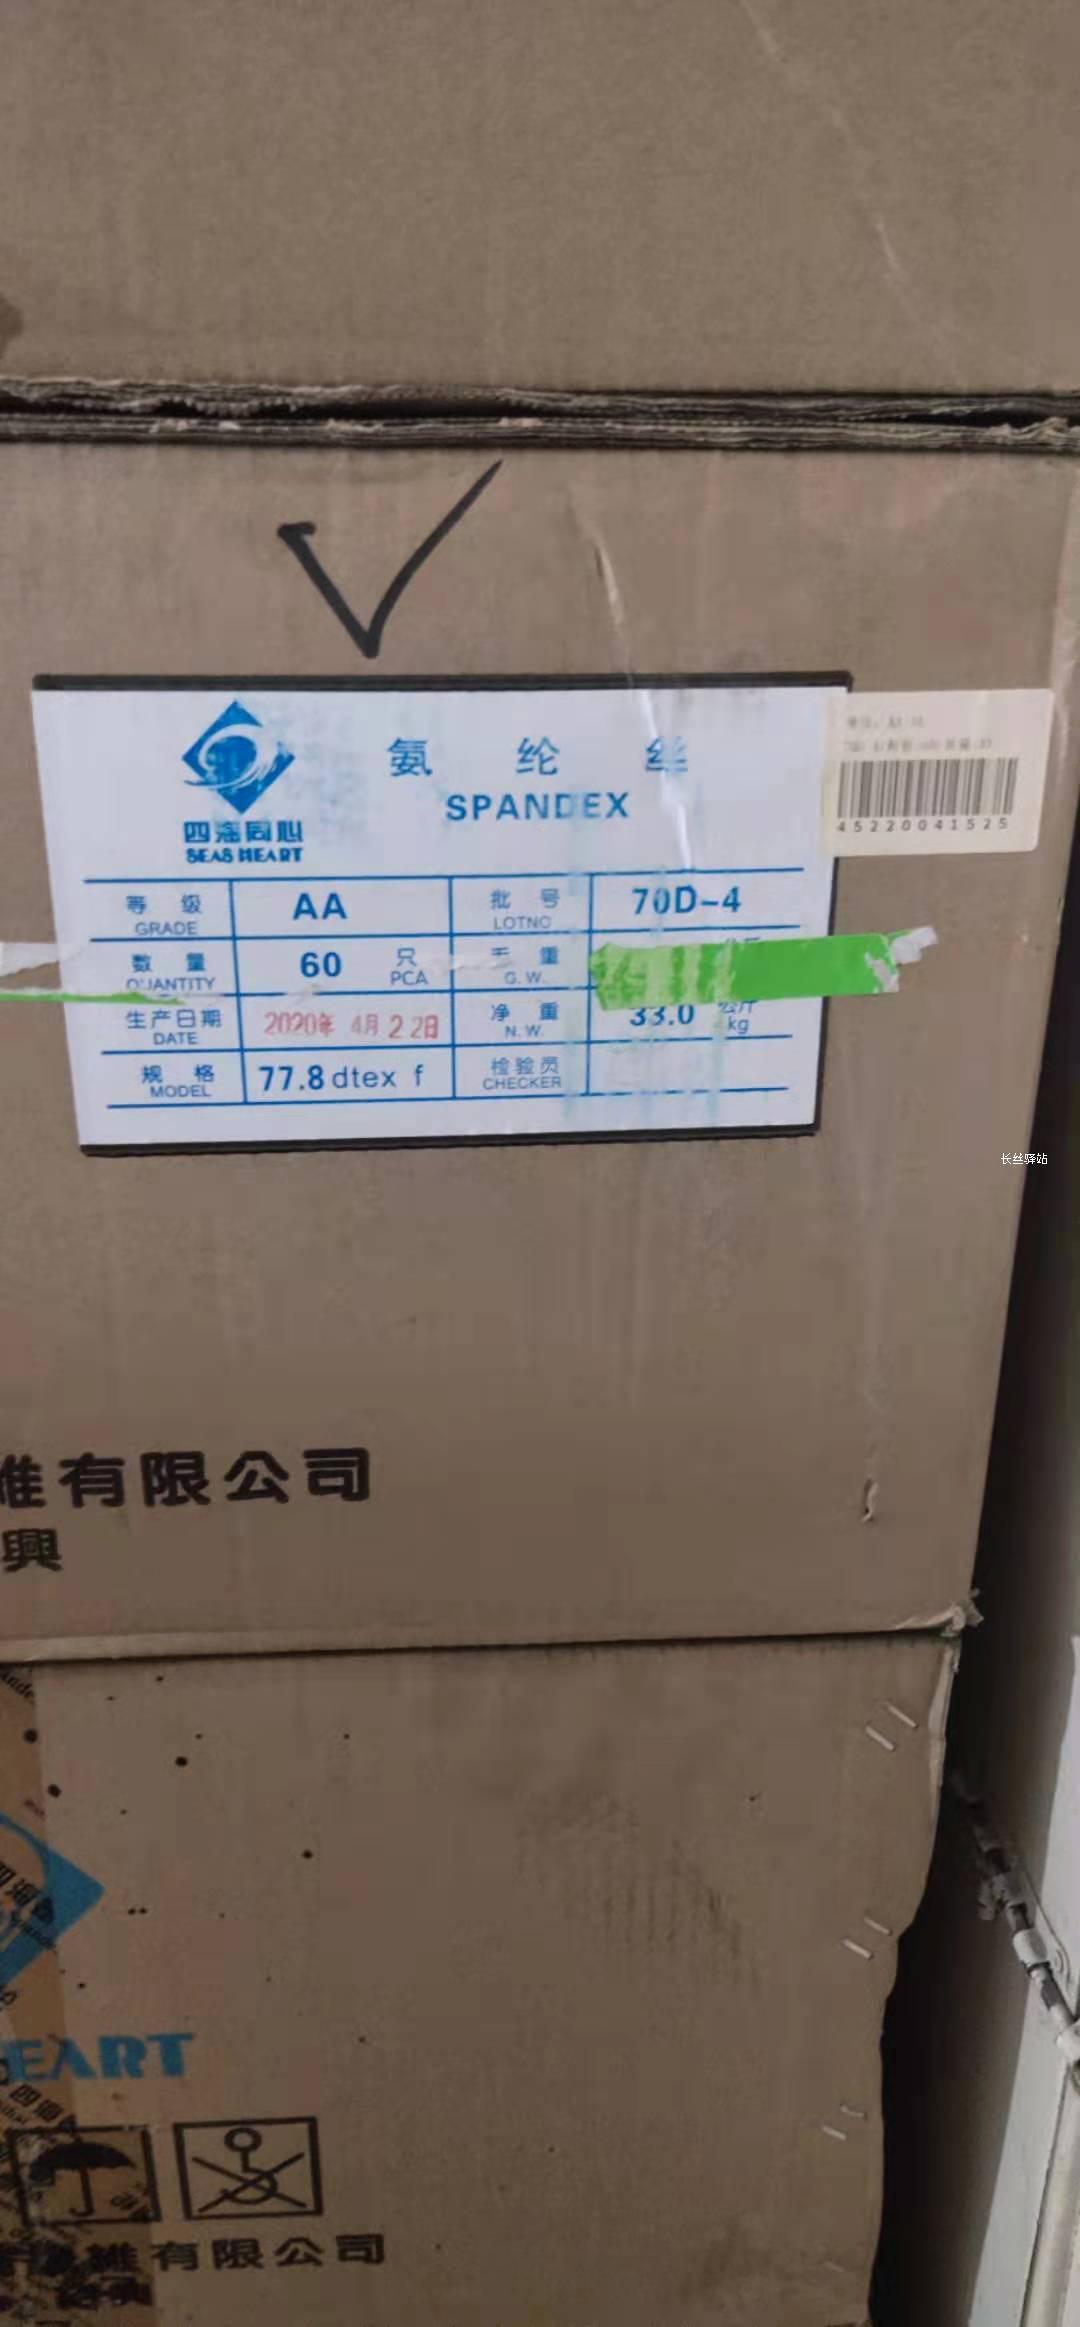 氨纶丝
SPANDEX
四海同心
SEAS HEART
等级 AA 批号 70D-4
GRADE LOTNO
数量 60 只 毛重
QUANTITY PCA G.W.
生产日期 2020年 4月 22日 净重 33.0 公斤
DATE N.W. kg
规格 77.8 dtex f 检验员
MODEL CHECKER
45220041525
长丝驿站
维有限公司
興
EART
维有限公司